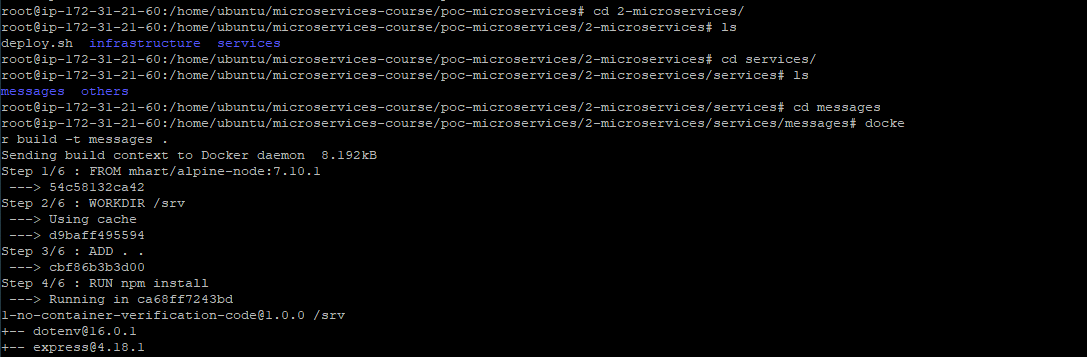 root@ip-172-31-21-60:/home/ubuntu/microservices-course/poc-microservices# cd 2-microservices/
root@ip-172-31-21-60:/home/ubuntu/microservices-course/poc-microservices/2-microservices# ls
deploy.sh  infrastructure  services
root@ip-172-31-21-60:/home/ubuntu/microservices-course/poc-microservices/2-microservices# cd services/
root@ip-172-31-21-60:/home/ubuntu/microservices-course/poc-microservices/2-microservices/services# ls
messages  others
root@ip-172-31-21-60:/home/ubuntu/microservices-course/poc-microservices/2-microservices/services# cd messages
root@ip-172-31-21-60:/home/ubuntu/microservices-course/poc-microservices/2-microservices/services/messages# docke
r build -t messages .
Sending build context to Docker daemon  8.192kB
Step 1/6 : FROM mhart/alpine-node:7.10.1
 ---> 54c58132ca42
Step 2/6 : WORKDIR /srv
 ---> Using cache
 ---> d9baff495594
Step 3/6 : ADD . .
 ---> cbf86b3b3d00
Step 4/6 : RUN npm install
 ---> Running in ca68ff7243bd
1-no-container-verification-code@1.0.0 /srv
+-- dotenv@16.0.1
+-- express@4.18.1